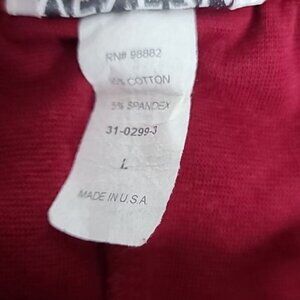 RN# 98882
COTTON
5% SPANDEX
31-0299-3
L
MADE IN U.S.A.